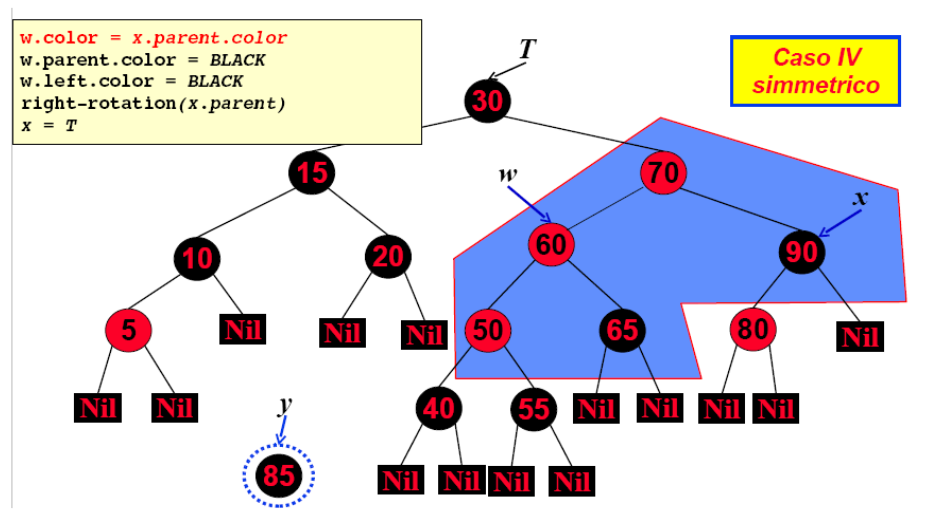 w.color = x.parent.color
w.parent.color = BLACK
w.left.color = BLACK
right-rotation(x.parent)
x = T
T
Caso IV
simmetrico
30
15
w
70
x
10
20
60
90
5
Nil
Nil
Nil
50
65
80
Nil
Nil
Nil
y
40
55
Nil
Nil
Nil
Nil
85
Nil
Nil
Nil
Nil